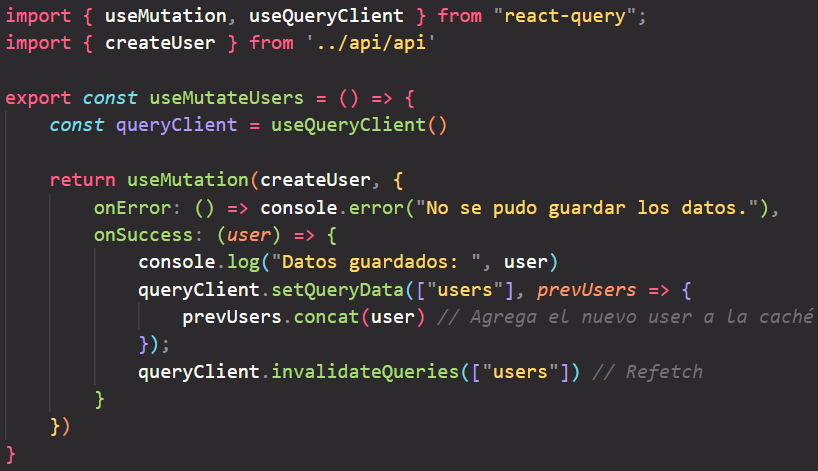 import { useMutation, useQueryClient } from "react-query";
import { createUser } from '../api/api'
export const useMutateUsers = () => {
const queryClient = useQueryClient()
return useMutation(createUser, {
onError: () => console.error("No se pudo guardar los datos."),
onSuccess: (user) => {
console.log("Datos guardados: ", user)
queryClient.setQueryData(["users"], prevUsers => {
prevUsers.concat(user) // Agrega el nuevo user a la caché
});
queryClient.invalidateQueries(["users"]) // Refetch
}
})
}